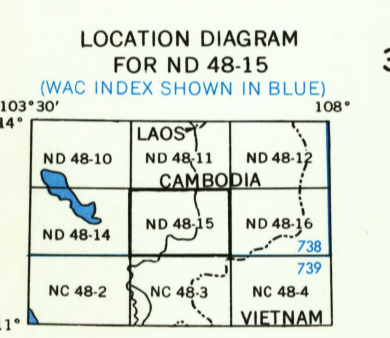 LOCATION DIAGRAM
FOR ND 48-15
(WAC INDEX SHOWN IN BLUE)
103°30′ 108°
14°
LAOS
ND 48-10 ND 48-11 ND 48-12
CAMBODIA
ND 48-14 ND 48-15 ND 48-16
738
739
NC 48-2 NC 48-3 NC 48-4
11° VIETNAM